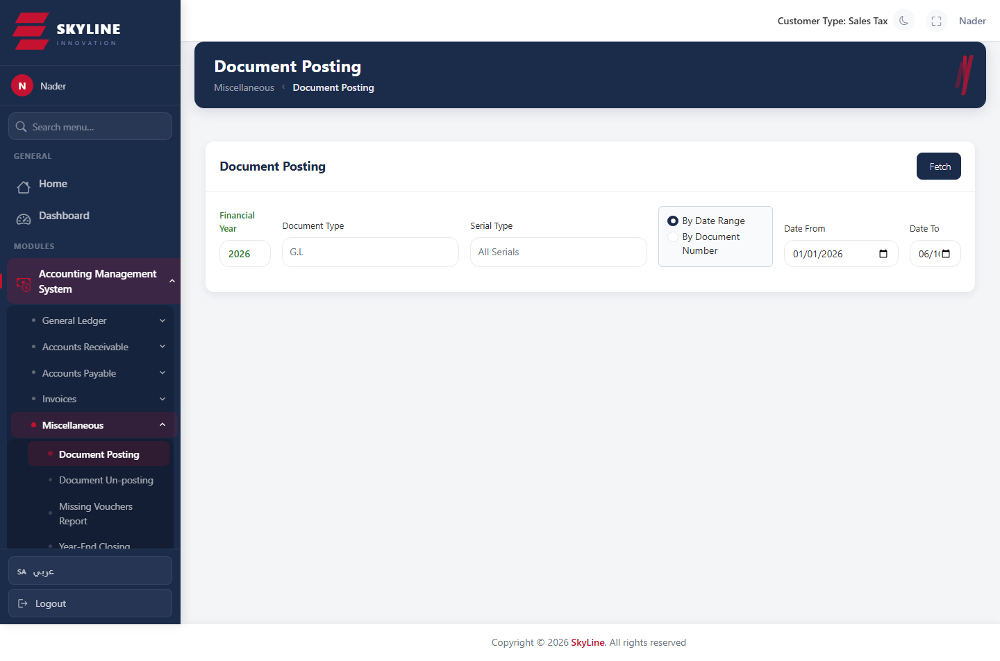 SKYLINE
INNOVATION
N
Nader
Search menu...
GENERAL
Home
Dashboard
MODULES
Accounting Management
System
General Ledger
Accounts Receivable
Accounts Payable
Invoices
Miscellaneous
Document Posting
Document Un-posting
Missing Vouchers
Report
Year-End Closing
SA عربي
Logout
Customer Type: Sales Tax
Nader
Document Posting
Miscellaneous
Document Posting
Document Posting
Fetch
Financial
Year
2026
Document Type
G.L
Serial Type
All Serials
By Date Range
By Document
Number
Date From
01/01/2026
Date To
06/1
Copyright © 2026 SkyLine. All rights reserved